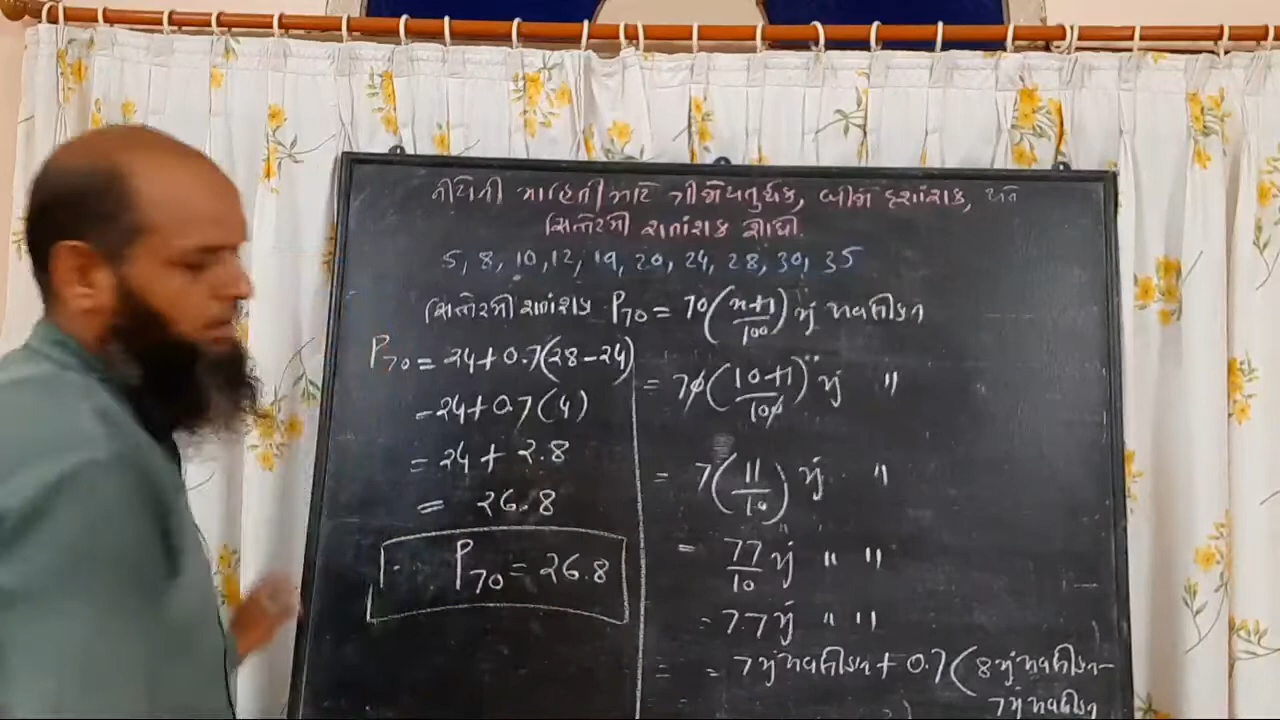 નીચેની માહિતી માટે ત્રીજો ચતુર્થક, બીજો દશાંશક, અને
સિત્તેરમો શતાંશક શોધો.
5, 8, 10, 12, 19, 20, 24, 28, 30, 35
સિત્તેરમો શતાંશક P70 = 70(n+1/100) મું અવલોકન
P70 = 24 + 0.7(28-24)
= 24 + 0.7(4)
= 24 + 2.8
= 26.8
P70 = 26.8
= 70(10+1/100) મું "
= 7(11/10) મું "
= 77/10 મું " "
= 7.7 મું " "
= = 7 મું અવલોકન + 0.7(8 મું અવલોકન -
7 મું અવલોકન